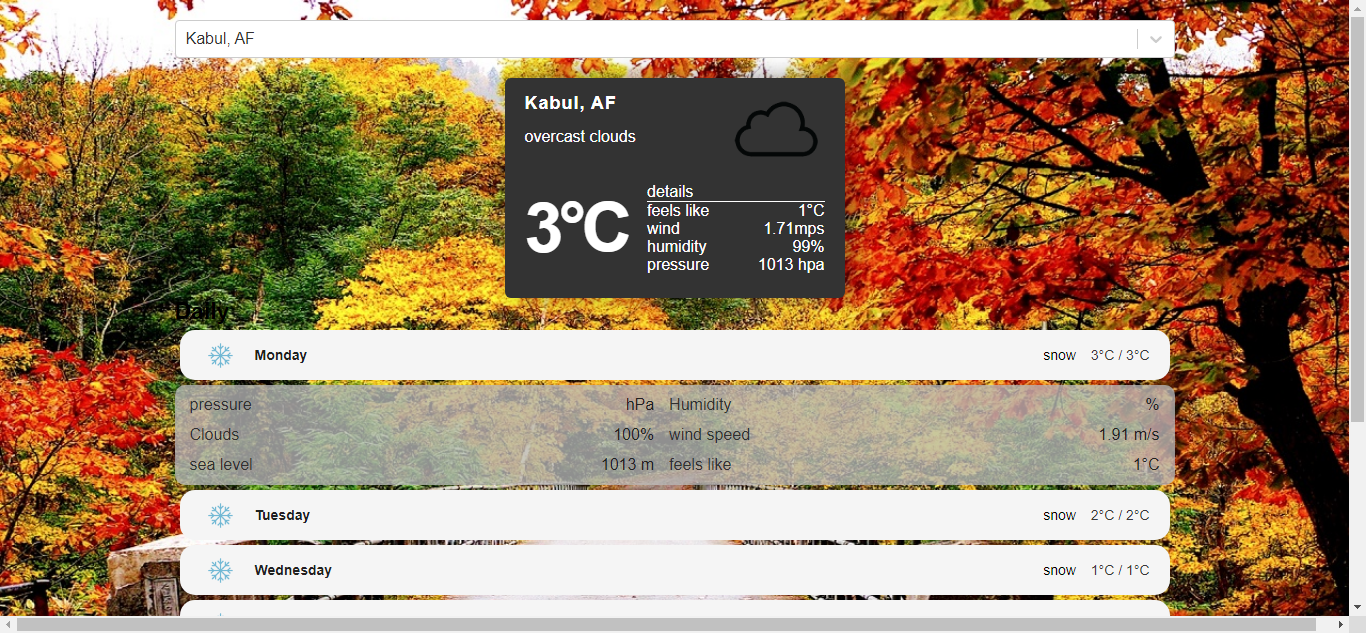 Kabul, AF
Kabul, AF
overcast clouds
3°C
details
feels like 1°C
wind 1.71mps
humidity 99%
pressure 1013 hpa
Daily
Monday snow 3°C / 3°C
pressure hPa Humidity %
Clouds 100% wind speed 1.91 m/s
sea level 1013 m feels like 1°C
Tuesday snow 2°C / 2°C
Wednesday snow 1°C / 1°C